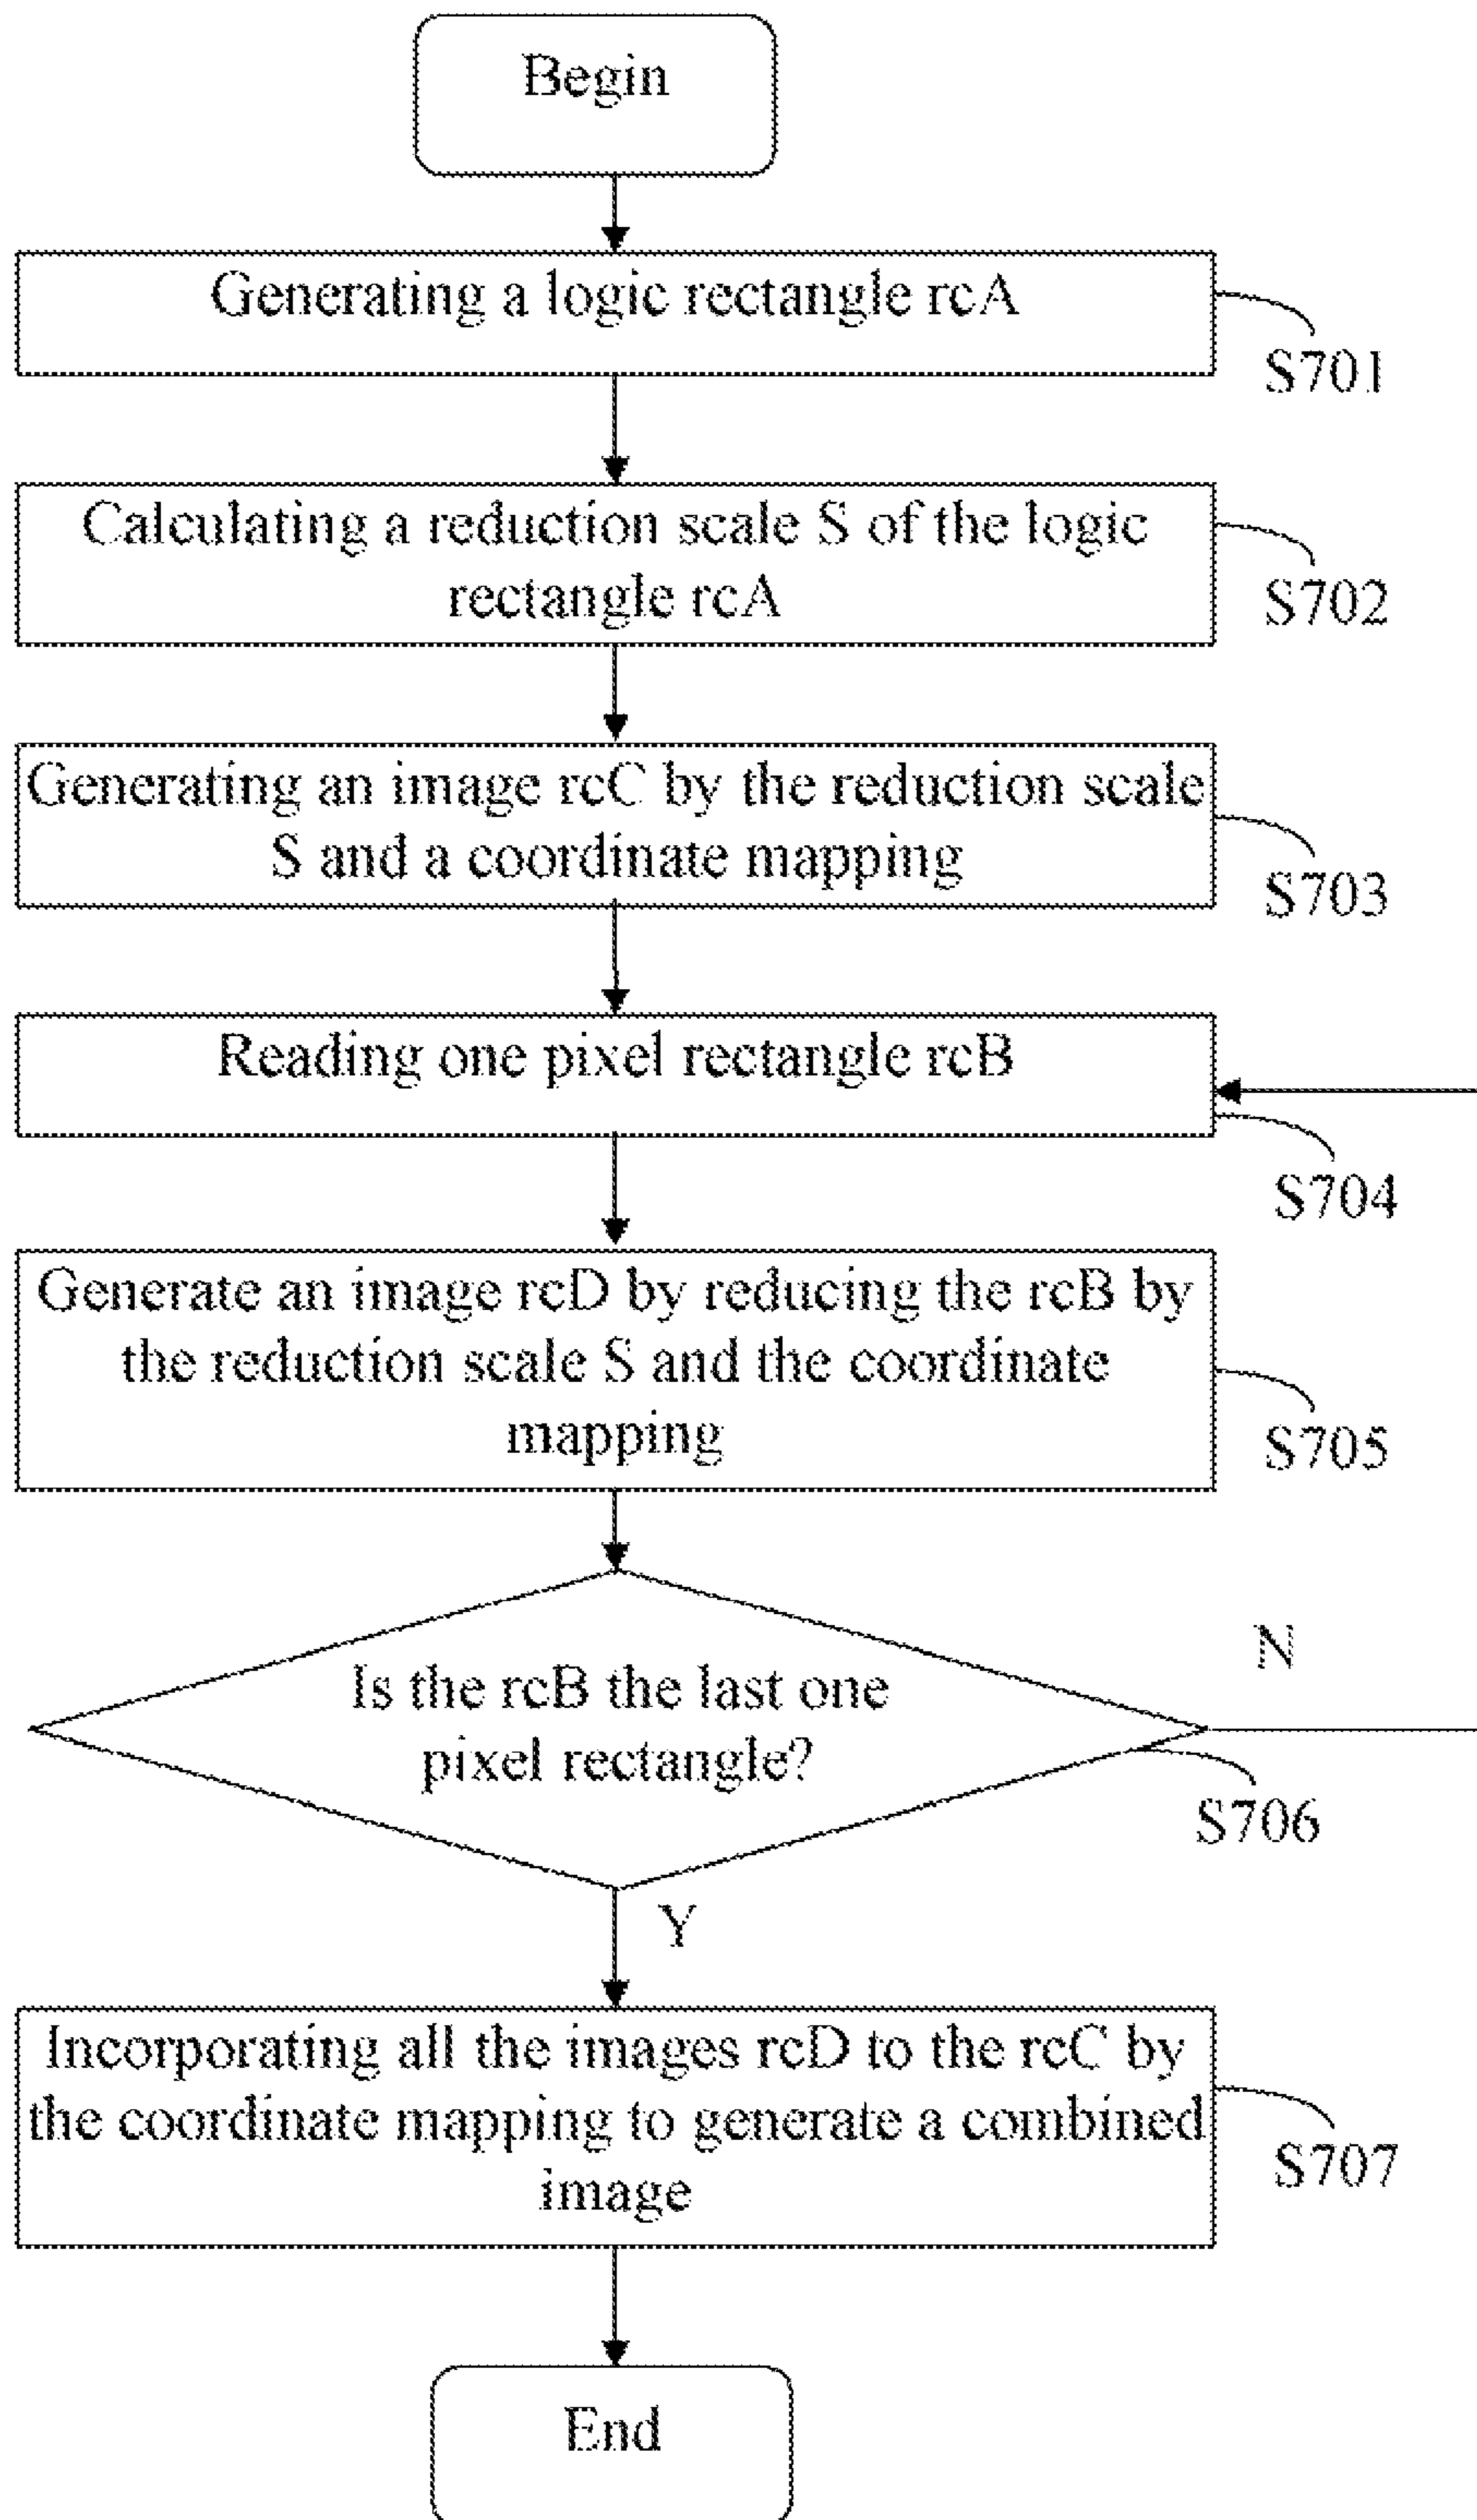 Begin
Generating a logic rectangle rcA
S701
Calculating a reduction scale S of the logic
rectangle rcA
S702
Generating an image rcC by the reduction scale
S and a coordinate mapping
S703
Reading one pixel rectangle rcB
S704
Generate an image rcD by reducing the rcB by
the reduction scale S and the coordinate
mapping
S705
Is the rcB the last one
pixel rectangle?
N
S706
Y
Incorporating all the images rcD to the rcC by
the coordinate mapping to generate a combined
image
S707
End